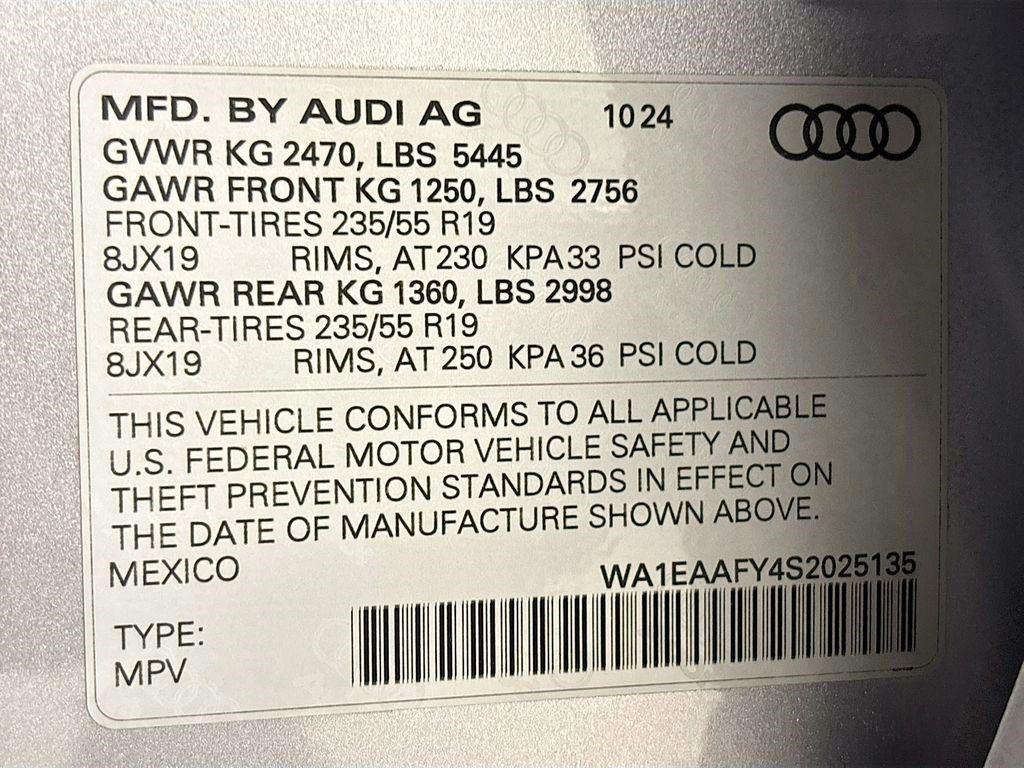 MFD. BY AUDI AG 10 24
GVWR KG 2470, LBS 5445
GAWR FRONT KG 1250, LBS 2756
FRONT-TIRES 235/55 R19
8JX19 RIMS, AT 230 KPA 33 PSI COLD
GAWR REAR KG 1360, LBS 2998
REAR-TIRES 235/55 R19
8JX19 RIMS, AT 250 KPA 36 PSI COLD
THIS VEHICLE CONFORMS TO ALL APPLICABLE
U.S. FEDERAL MOTOR VEHICLE SAFETY AND
THEFT PREVENTION STANDARDS IN EFFECT ON
THE DATE OF MANUFACTURE SHOWN ABOVE.
MEXICO WA1EAAFY4S2025135
TYPE:
MPV